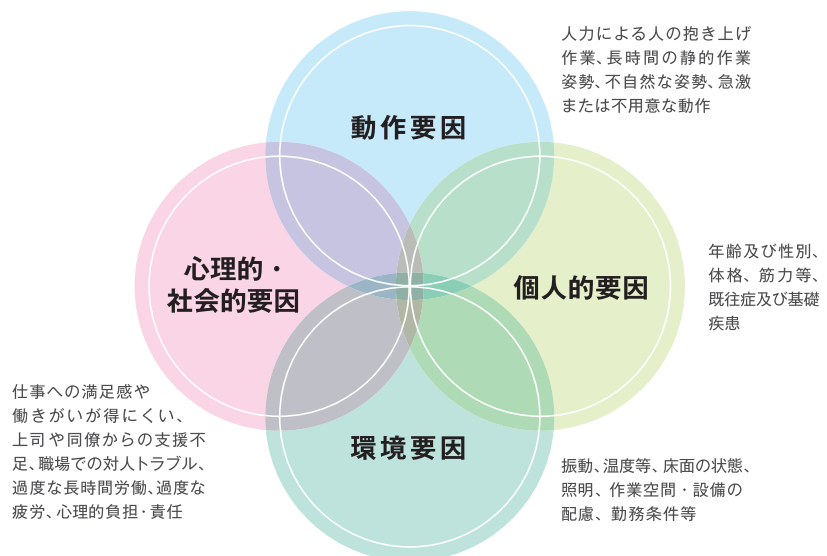 人力による人の抱き上げ
作業、長時間の静的作業
姿勢、不自然な姿勢、急激
または不用意な動作
動作要因
心理的・
社会的要因
個人的要因
年齢及び性別、
体格、筋力等、
既往症及び基礎
疾患
仕事への満足感や
働きがいが得にくい、
上司や同僚からの支援不
足、職場での対人トラブル、
過度な長時間労働、過度な
疲労、心理的負担・責任
環境要因
振動、温度等、床面の状態、
照明、作業空間・設備の
配慮、勤務条件等